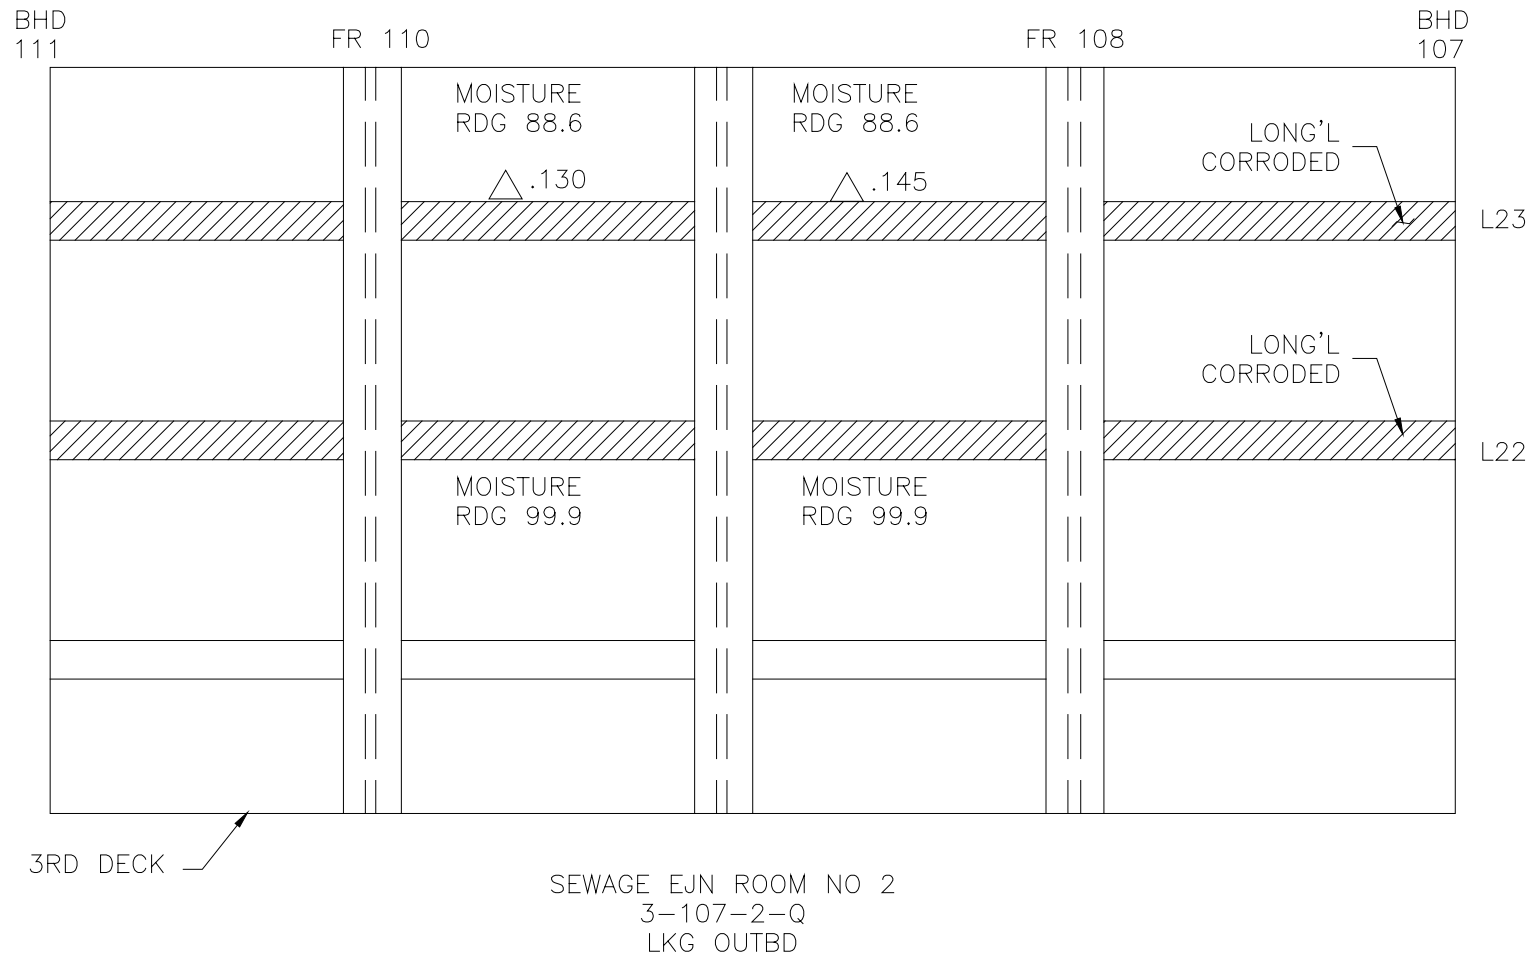 BHD
111
FR 110
FR 108
BHD
107
MOISTURE
RDG 88.6
MOISTURE
RDG 88.6
LONG'L
CORRODED
.130
.145
L23
LONG'L
CORRODED
L22
MOISTURE
RDG 99.9
MOISTURE
RDG 99.9
3RD DECK
SEWAGE EJN ROOM NO 2
3-107-2-Q
LKG OUTBD